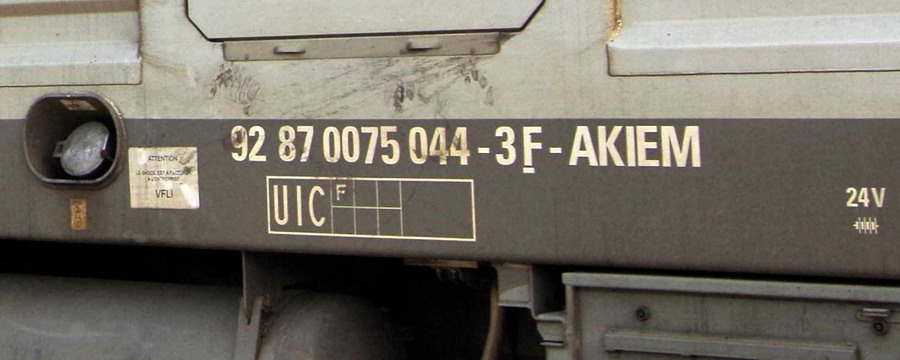 92 87 0075 044-3 F-AKIEM
UIC F
ATTENTION
VFLI
24V